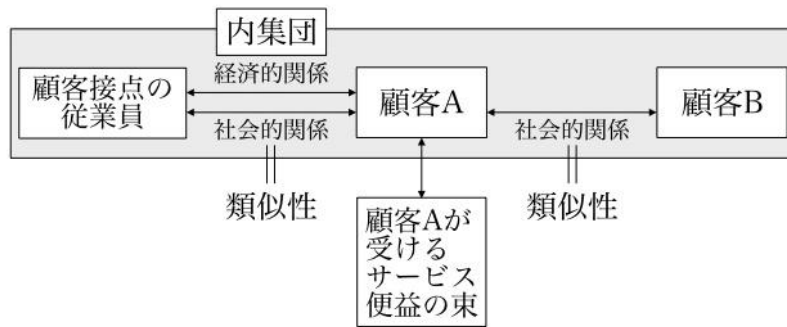 内集団
顧客接点の
従業員
経済的関係
社会的関係
顧客A
社会的関係
顧客B
類似性
類似性
顧客Aが
受ける
サービス
便益の束